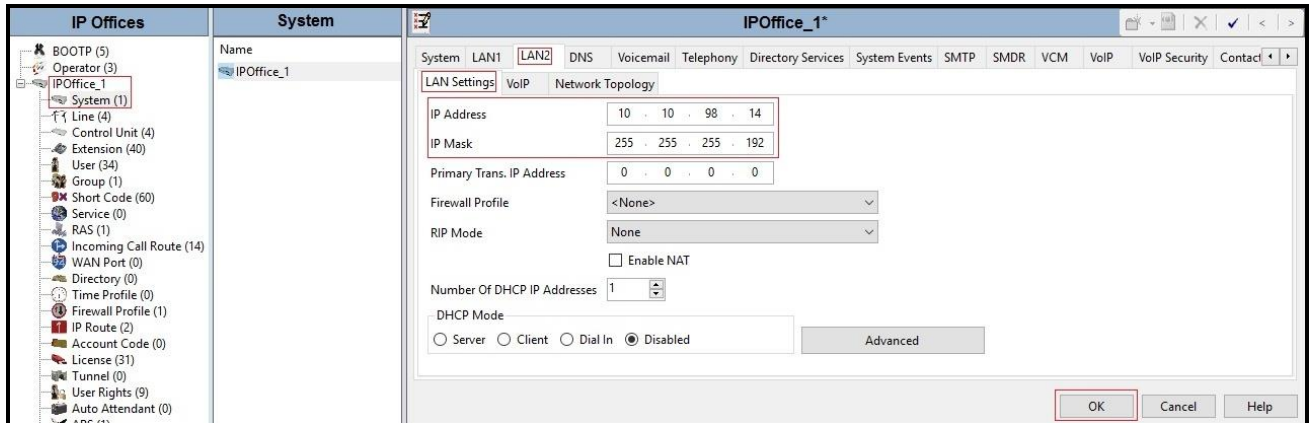 IP Offices
BOOTP (5)
Operator (3)
IPOffice_1
System (1)
Line (4)
Control Unit (4)
Extension (40)
User (34)
Group (1)
Short Code (60)
Service (0)
RAS (1)
Incoming Call Route (14)
WAN Port (0)
Directory (0)
Time Profile (0)
Firewall Profile (1)
IP Route (2)
Account Code (0)
License (31)
Tunnel (0)
User Rights (9)
Auto Attendant (0)
ARS (1)
System
Name
IPOffice_1
IPOffice_1*
System LAN1 LAN2 DNS Voicemail Telephony Directory Services System Events SMTP SMDR VCM VoIP VoIP Security Contact
LAN Settings VoIP Network Topology
IP Address 10 . 10 . 98 . 14
IP Mask 255 . 255 . 255 . 192
Primary Trans. IP Address 0 . 0 . 0 . 0
Firewall Profile <None>
RIP Mode None
Enable NAT
Number Of DHCP IP Addresses 1
DHCP Mode
Server Client Dial In Disabled Advanced
OK Cancel Help